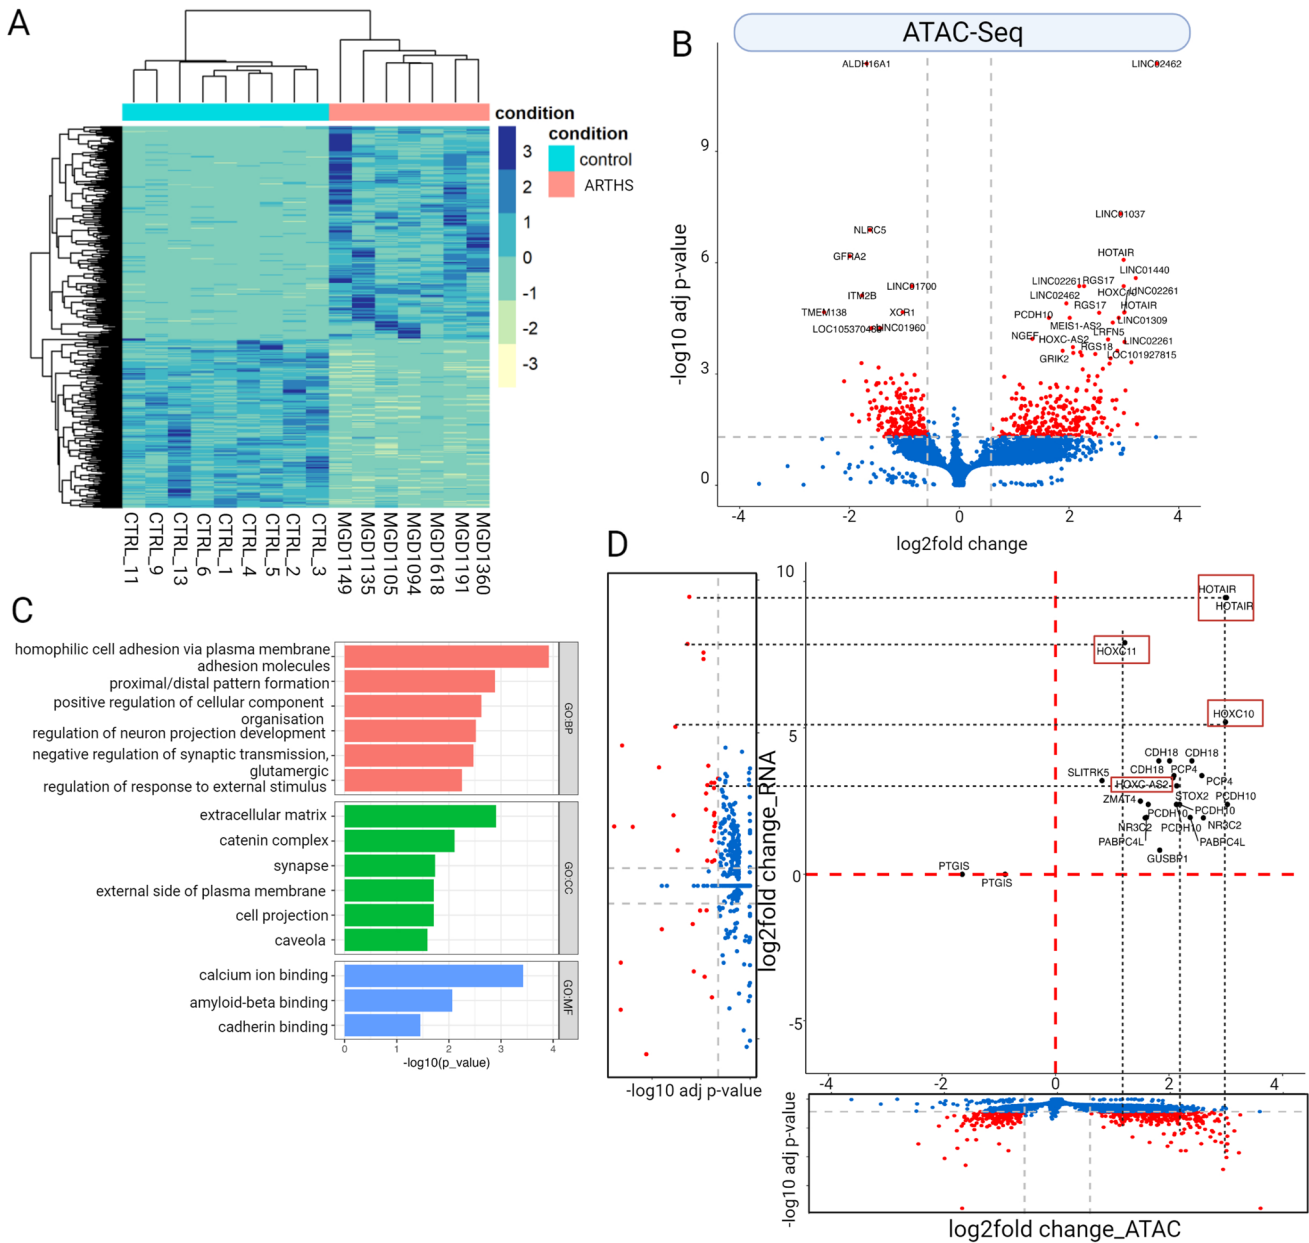 A
condition
condition
control
ARTHS
3
2
1
0
-1
-2
-3
CTRL_11
CTRL_9
CTRL_13
CTRL_6
CTRL_1
CTRL_4
CTRL_5
CTRL_2
CTRL_3
MGD1149
MGD1135
MGD1105
MGD1094
MGD1618
MGD1191
MGD1360
B
ATAC-Seq
ALDH16A1
LINC02462
LINC01037
NLRC5
HOTAIR
GFRA2
LINC01440
LINC02261
RGS17
LINC01700
LINC02261
ITM2B
LINC02462
RGS17
HOTAIR
TMEM138
XCR1
PCDH10
LINC01309
MEIS1-AS2
LINC01960
LRFN5
NGEF
HOXC-AS2
LINC02261
RGS18
LOC101927815
GRIK2
9
6
3
0
-4
-2
0
2
4
-log10 adj p-value
log2fold change
C
homophilic cell adhesion via plasma membrane
adhesion molecules
proximal/distal pattern formation
positive regulation of cellular component
organisation
regulation of neuron projection development
negative regulation of synaptic transmission,
glutamergic
regulation of response to external stimulus
GO:BP
extracellular matrix
catenin complex
synapse
external side of plasma membrane
cell projection
caveola
GO:CC
calcium ion binding
amyloid-beta binding
cadherin binding
GO:MF
0
1
2
3
4
-log10(p_value)
D
10
5
0
-5
log2fold change_RNA
-log10 adj p-value
HOTAIR
HOTAIR
HOXC11
HOXC10
CDH18
CDH18
CDH18
PCP4
SLITRK5
PCP4
HOXC-AS2
ZMAT4
STOX2
PCDH10
PCDH10
PCDH10
NR3C2
PCDH10
NR3C2
PABPC4L
PABPC4L
GUSBP1
PTGIS
PTGIS
-4
-2
0
2
4
-log10 adj p-value
log2fold change_ATAC